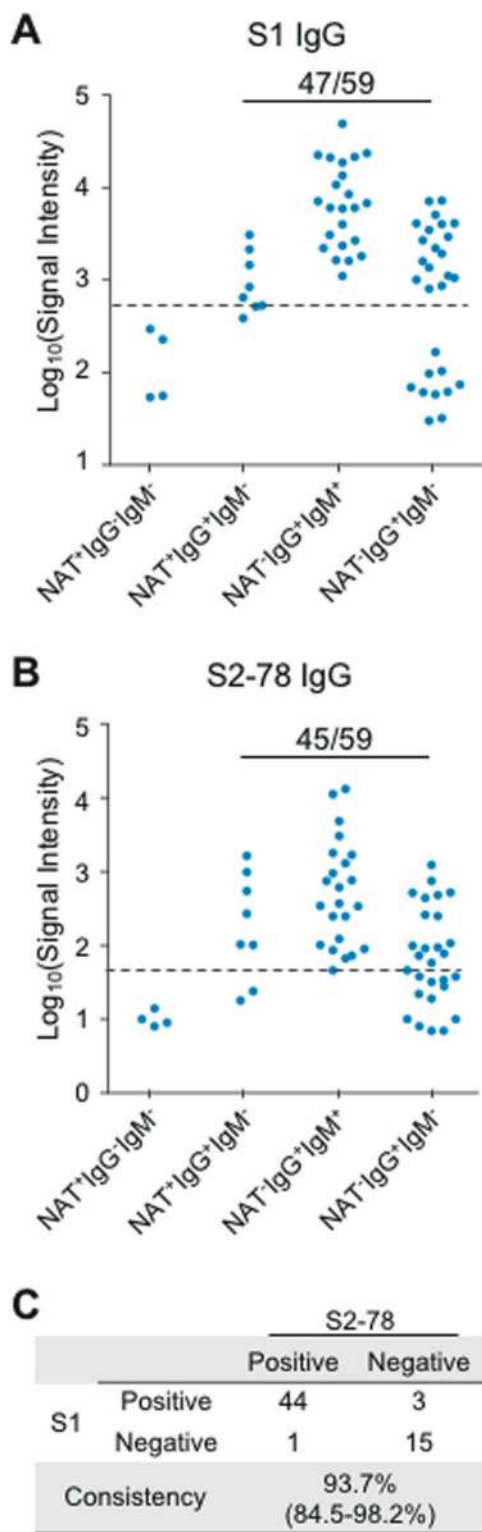 A
S1 IgG
47/59
5
4
3
2
1
Log₁₀(Signal Intensity)
NAT⁺IgG⁻IgM⁻
NAT⁺IgG⁺IgM⁻
NAT⁻IgG⁺IgM⁺
NAT⁻IgG⁺IgM⁻
B
S2-78 IgG
45/59
5
4
3
2
1
0
Log₁₀(Signal Intensity)
NAT⁺IgG⁻IgM⁻
NAT⁺IgG⁺IgM⁻
NAT⁻IgG⁺IgM⁺
NAT⁻IgG⁺IgM⁻
C
S2-78
Positive Negative
S1
Positive 44 3
Negative 1 15
Consistency 93.7%
(84.5-98.2%)